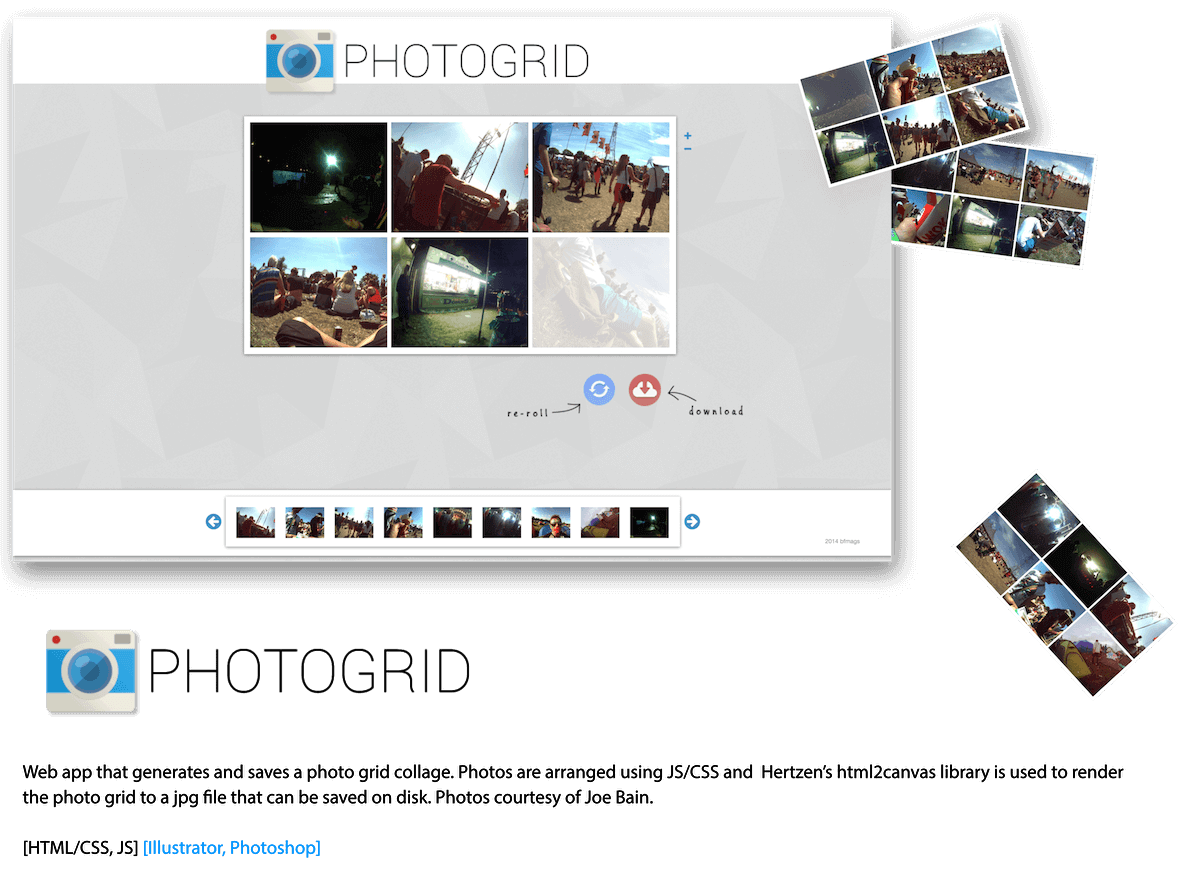 PHOTOGRID
+
−
re-roll
download
2014 bfmags
PHOTOGRID
Web app that generates and saves a photo grid collage. Photos are arranged using JS/CSS and  Hertzen’s html2canvas library is used to render
the photo grid to a jpg file that can be saved on disk. Photos courtesy of Joe Bain.
[HTML/CSS, JS] [Illustrator, Photoshop]